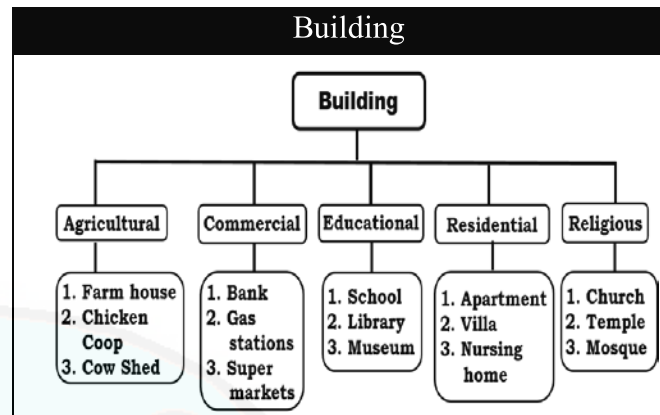 Building
Building
Agricultural
Commercial
Educational
Residential
Religious
1. Farm house
2. Chicken
Coop
3. Cow Shed
1. Bank
2. Gas
stations
3. Super
markets
1. School
2. Library
3. Museum
1. Apartment
2. Villa
3. Nursing
home
1. Church
2. Temple
3. Mosque